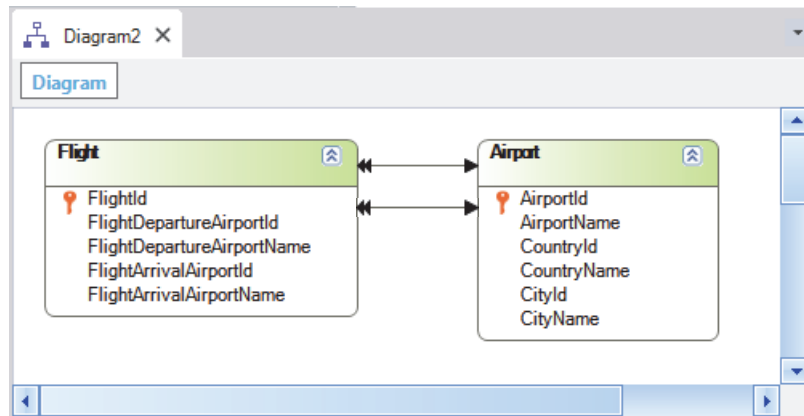 Diagram2
Diagram
Flight
FlightId
FlightDepartureAirportId
FlightDepartureAirportName
FlightArrivalAirportId
FlightArrivalAirportName
Airport
AirportId
AirportName
CountryId
CountryName
CityId
CityName